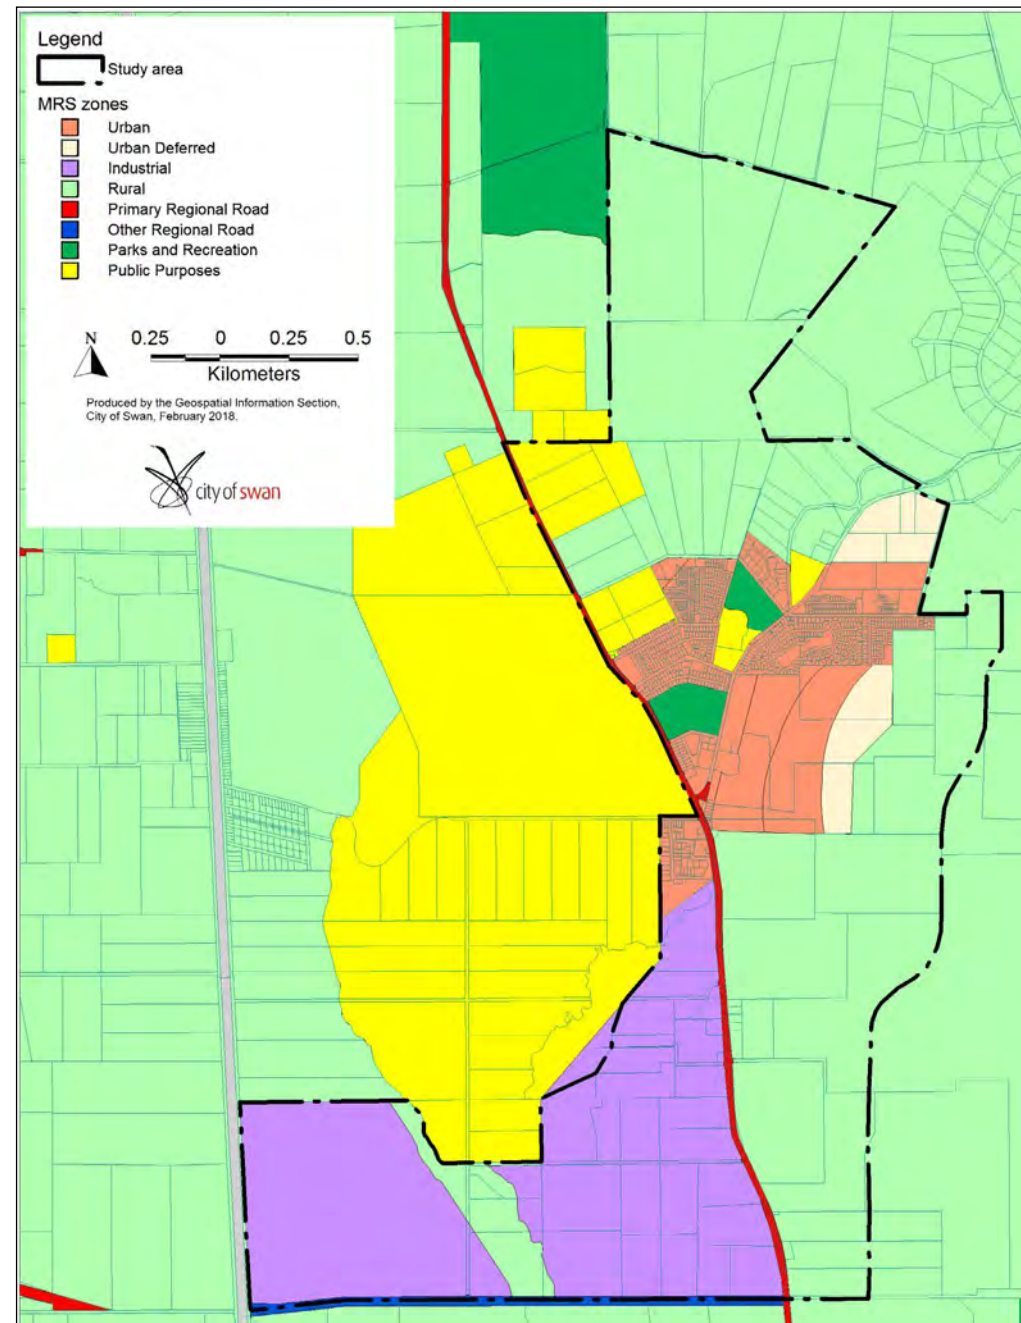 Legend
Study area
MRS zones
Urban
Urban Deferred
Industrial
Rural
Primary Regional Road
Other Regional Road
Parks and Recreation
Public Purposes
N
0.25 0 0.25 0.5
Kilometers
Produced by the Geospatial Information Section,
City of Swan, February 2018.
city of swan